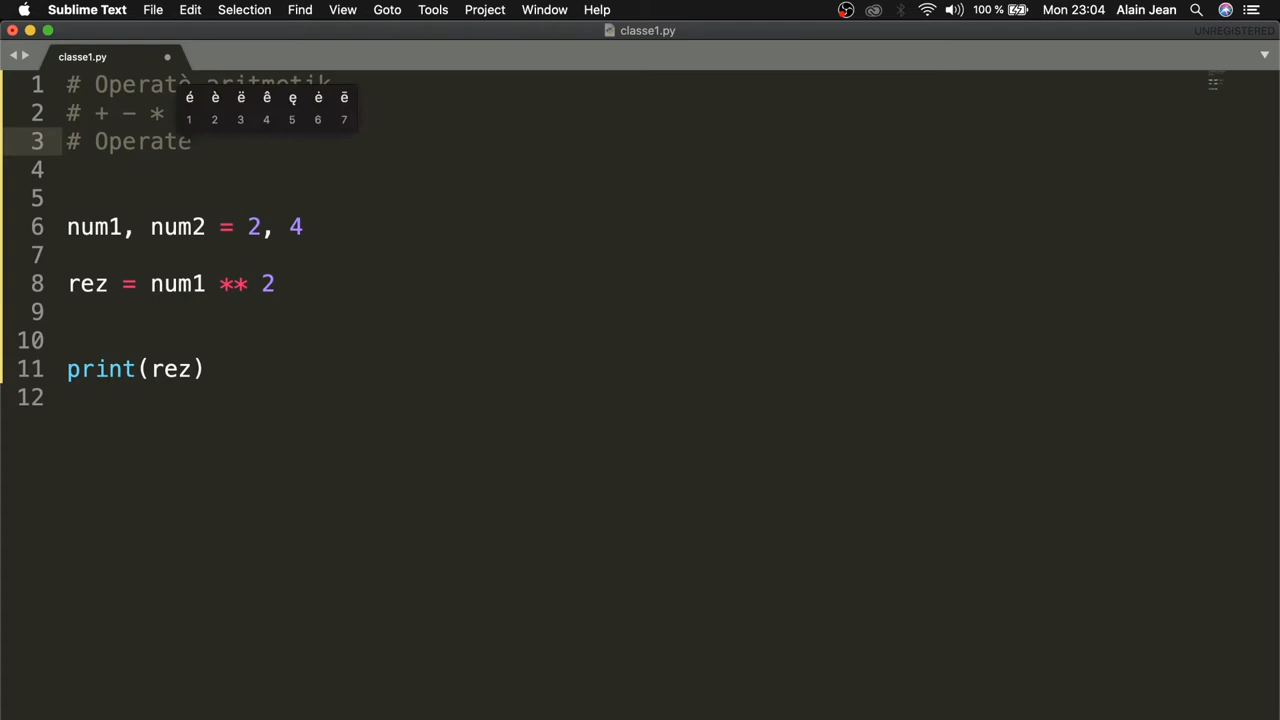 Sublime Text File Edit Selection Find View Goto Tools Project Window Help 100 % Mon 23:04 Alain Jean
classe1.py UNREGISTERED
classe1.py
1 # Operatè aritmetik
é è ë ê ę ė ē
2 # + - *
1 2 3 4 5 6 7
3 # Operate
4
5
6 num1, num2 = 2, 4
7
8 rez = num1 ** 2
9
10
11 print(rez)
12